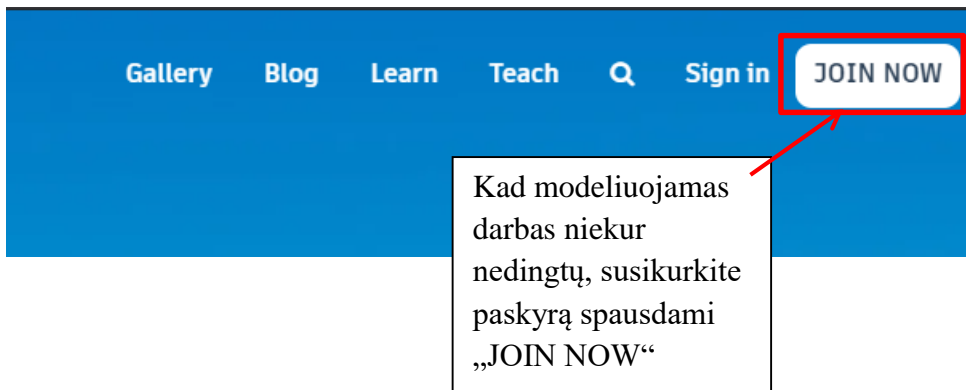 Gallery Blog Learn Teach Sign in JOIN NOW
Kad modeliuojamas
darbas niekur
nedingtų, susikurkite
paskyrą spausdami
„JOIN NOW“